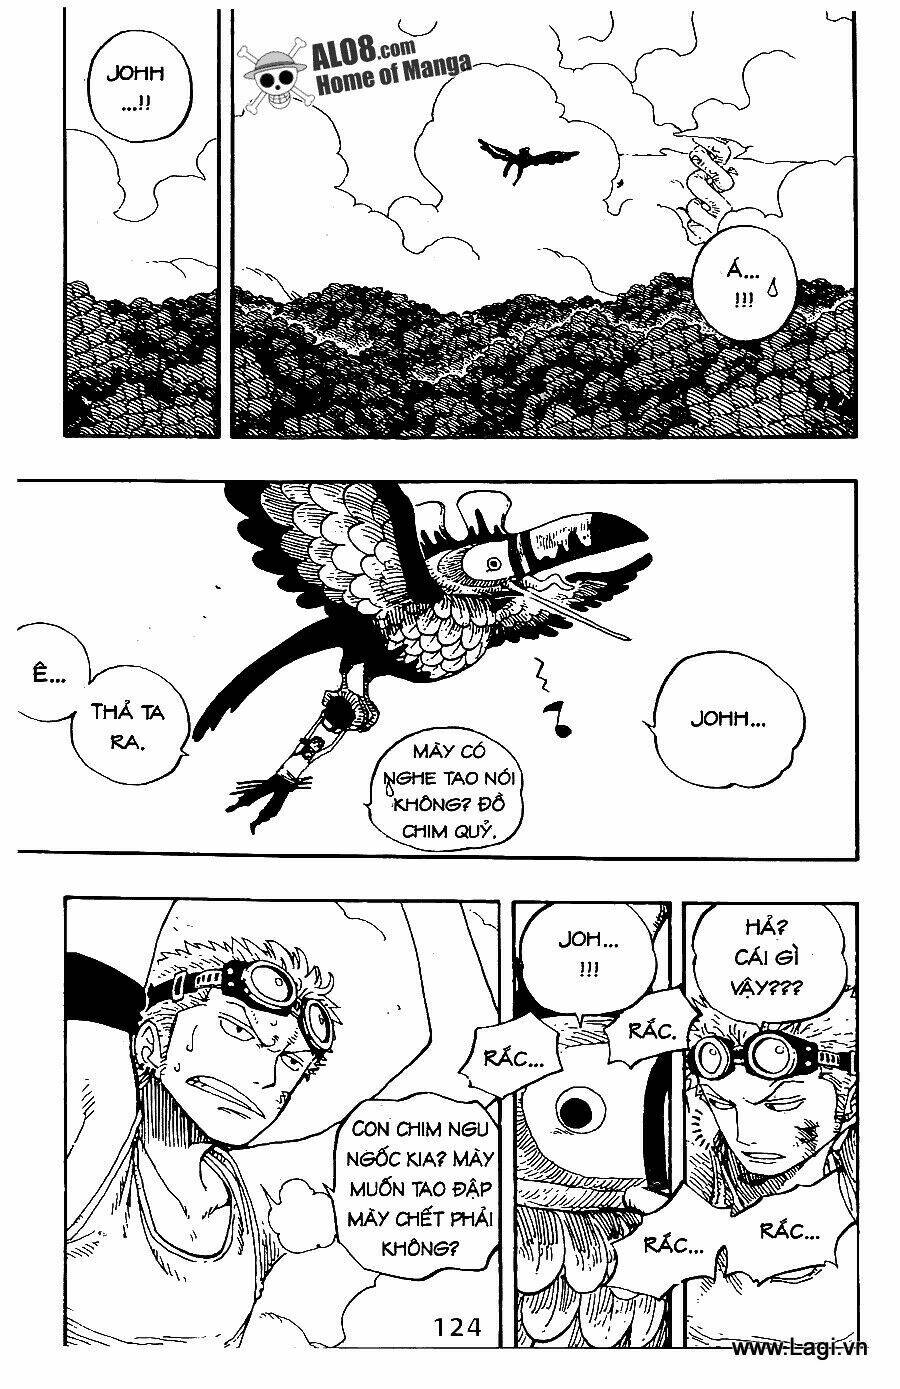 AL08.com
Home of Manga
Á...
!!!
JOHH
...!!
JOHH...
MÀY CÓ
NGHE TAO NÓI
KHÔNG? ĐỒ
CHIM QUỶ.
Ê...
THẢ TA
RA.
HẢ?
CÁI GÌ
VẬY???
RẮC...
RẮC...
JOH...
!!!
RẮC.
RẮC...
CON CHIM NGU
NGỐC KIA? MÀY
MUỐN TAO ĐẬP
MÀY CHẾT PHẢI
KHÔNG?
124
www.Lagi.vn